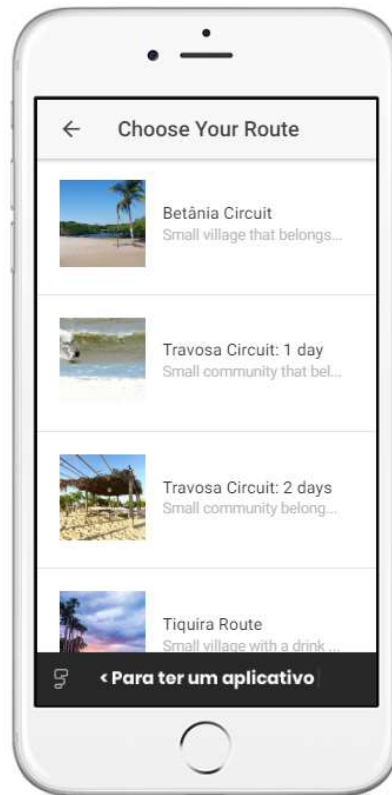 Choose Your Route
Betânia Circuit
Small village that belongs...
Travosa Circuit: 1 day
Small community that bel...
Travosa Circuit: 2 days
Small community belong...
Tiquira Route
Small village with a drink ...
< Para ter um aplicativo